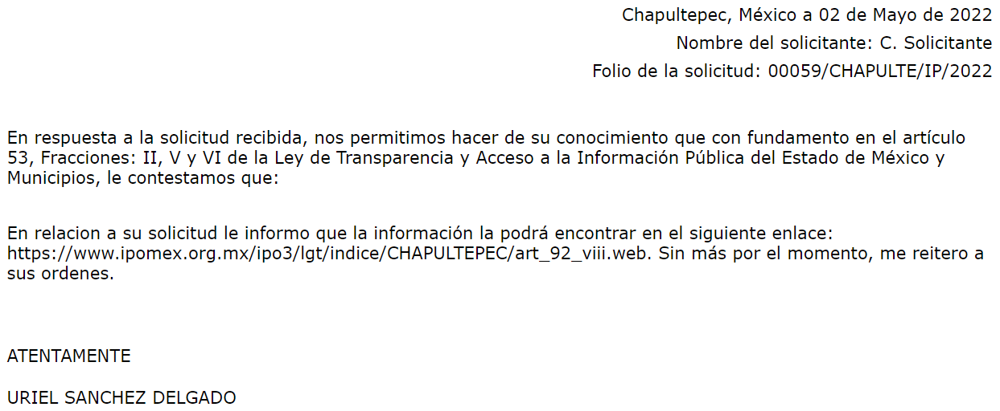 Chapultepec, México a 02 de Mayo de 2022
Nombre del solicitante: C. Solicitante
Folio de la solicitud: 00059/CHAPULTE/IP/2022
En respuesta a la solicitud recibida, nos permitimos hacer de su conocimiento que con fundamento en el artículo
53, Fracciones: II, V y VI de la Ley de Transparencia y Acceso a la Información Pública del Estado de México y
Municipios, le contestamos que:
En relacion a su solicitud le informo que la información la podrá encontrar en el siguiente enlace:
https://www.ipomex.org.mx/ipo3/lgt/indice/CHAPULTEPEC/art_92_viii.web. Sin más por el momento, me reitero a
sus ordenes.
ATENTAMENTE
URIEL SANCHEZ DELGADO